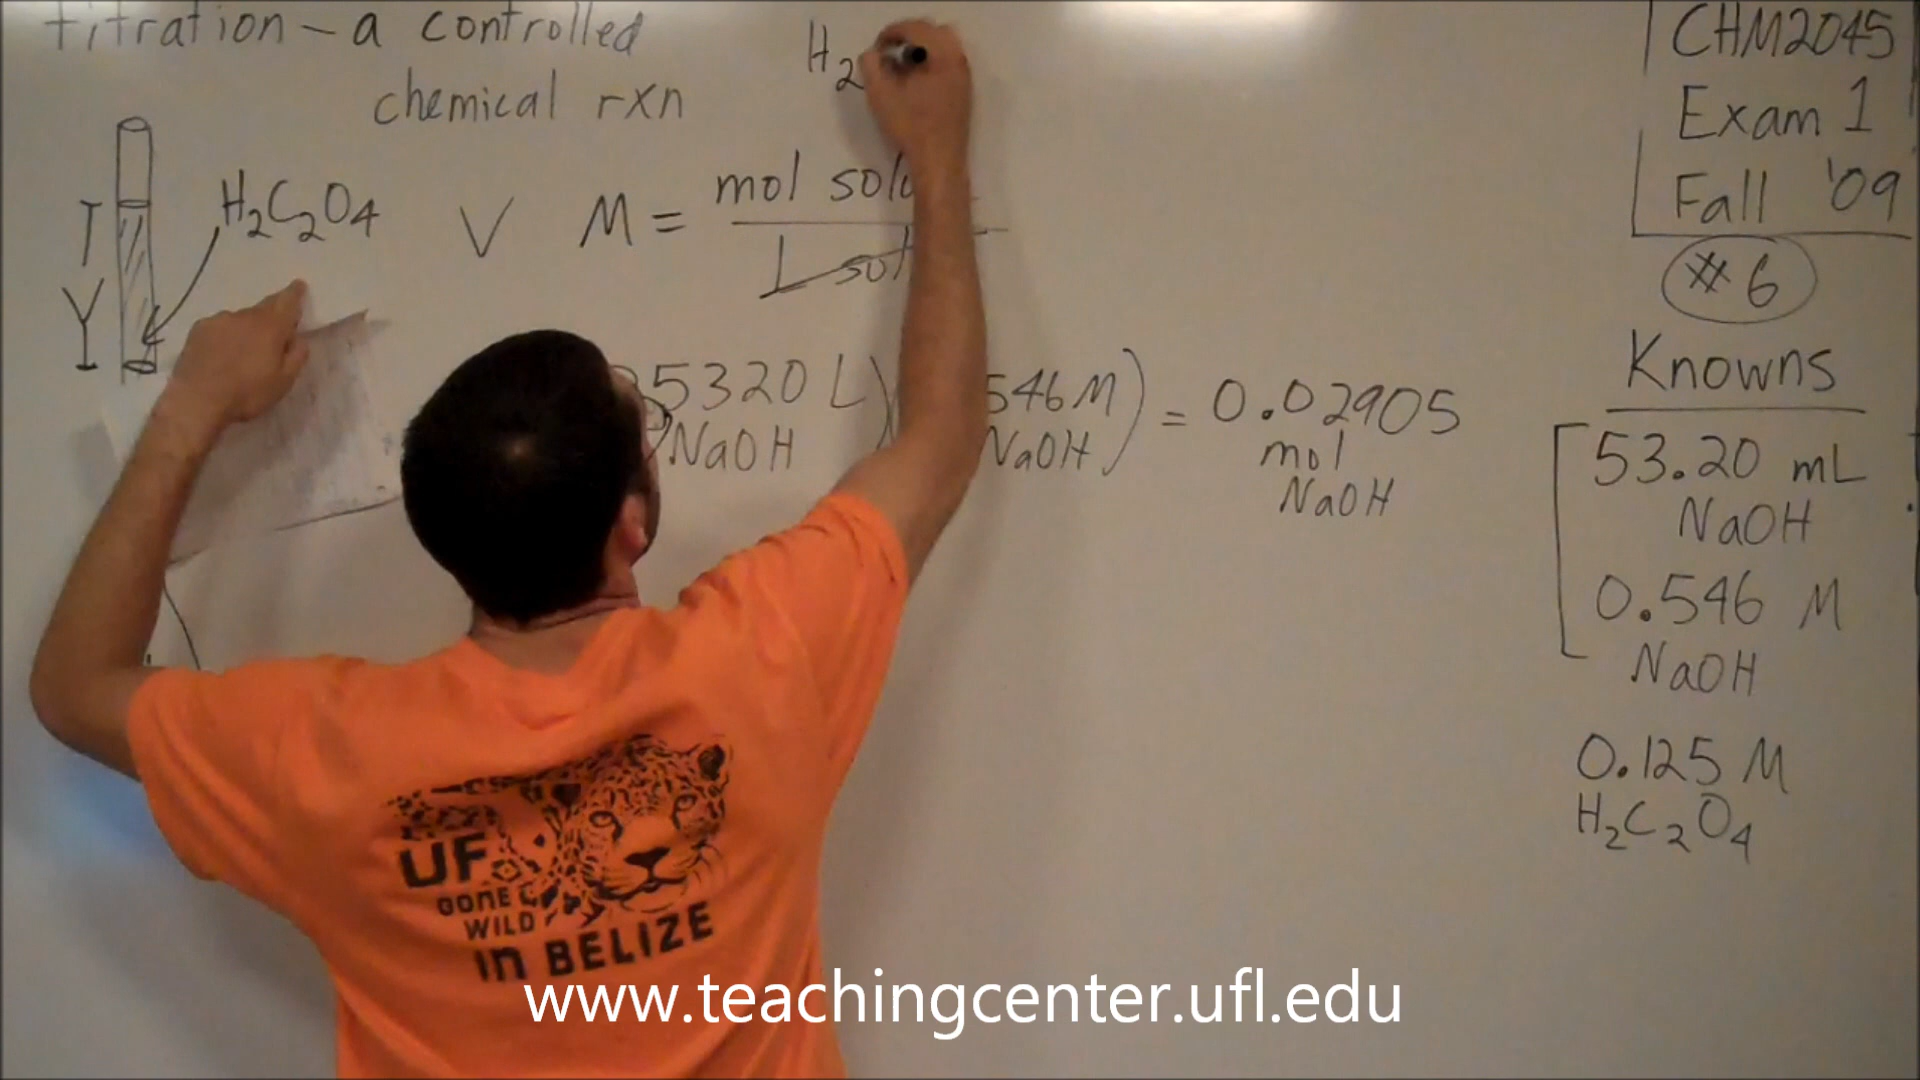 titration - a controlled
chemical rxn
H2
H2C2O4
V M = mol
L
5320 L) 546 M) = 0.02905
NaOH NaOH mol
NaOH
CHM2045
Exam 1
Fall '09
# 6
Knowns
53.20 mL
NaOH
0.546 M
NaOH
0.125 M
H2C2O4
UF
GONE
WILD
in BELIZE
www.teachingcenter.ufl.edu